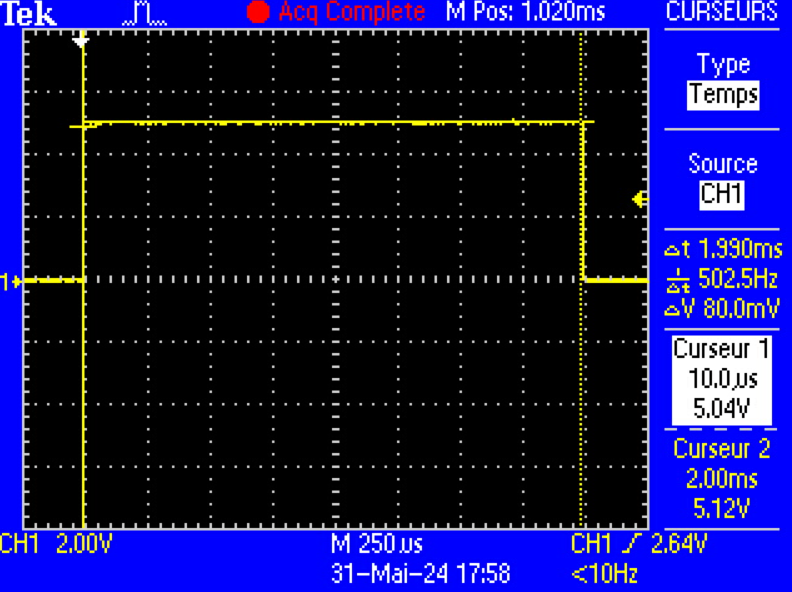 Tek Acq Complete M Pos: 1.020ms CURSEURS
Type
Temps
Source
CH1
Δt 1.990ms
1/Δt 502.5Hz
ΔV 80.0mV
Curseur 1
10.0µs
5.04V
Curseur 2
2.00ms
5.12V
1
CH1 2.00V M 250µs CH1 2.64V
31-Mai-24 17:58 <10Hz